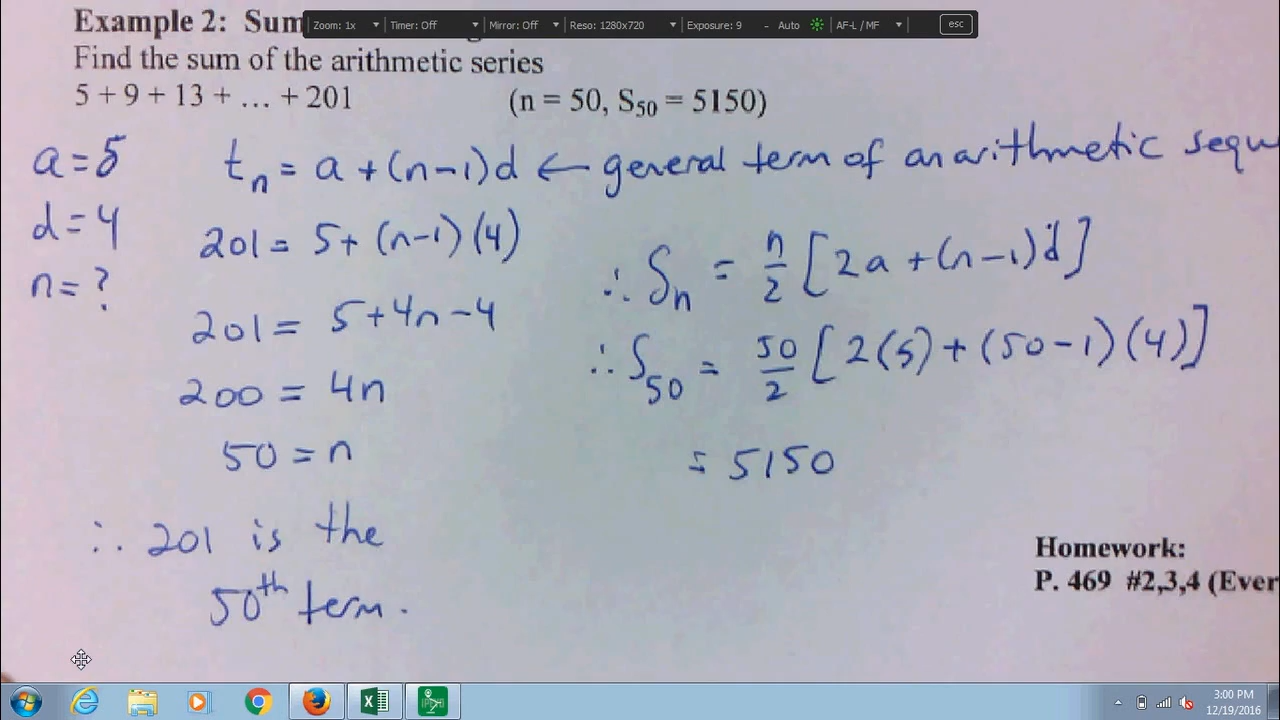 Example 2: Sum
Zoom: 1x Timer: Off Mirror: Off Reso: 1280x720 Exposure: 9 - Auto AF-L / MF esc
Find the sum of the arithmetic series
5 + 9 + 13 + … + 201 (n = 50, S₅₀ = 5150)
a = 5 tₙ = a + (n-1)d ← general term of an arithmetic sequ
d = 4 201 = 5 + (n-1)(4)
n = ? ∴ Sₙ = n/2 [2a + (n-1)d]
201 = 5 + 4n - 4
∴ S₅₀ = 50/2 [2(5) + (50-1)(4)]
200 = 4n
50 = n = 5150
∴ 201 is the
50th term.
Homework:
P. 469 #2,3,4 (Ever
3:00 PM
12/19/2016